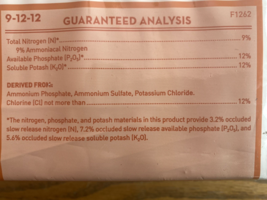 9-12-12 GUARANTEED ANALYSIS F1262
Total Nitrogen (N)* 9%
9% Ammoniacal Nitrogen
Available Phosphate (P₂O₅)* 12%
Soluble Potash (K₂O)* 12%
DERIVED FROM:
Ammonium Phosphate, Ammonium Sulfate, Potassium Chloride.
Chlorine (Cl) not more than 12%
*The nitrogen, phosphate, and potash materials in this product provide 3.2% occluded
slow release nitrogen (N), 7.2% occluded slow release available phosphate (P₂O₅), and
5.6% occluded slow release soluble potash (K₂O).